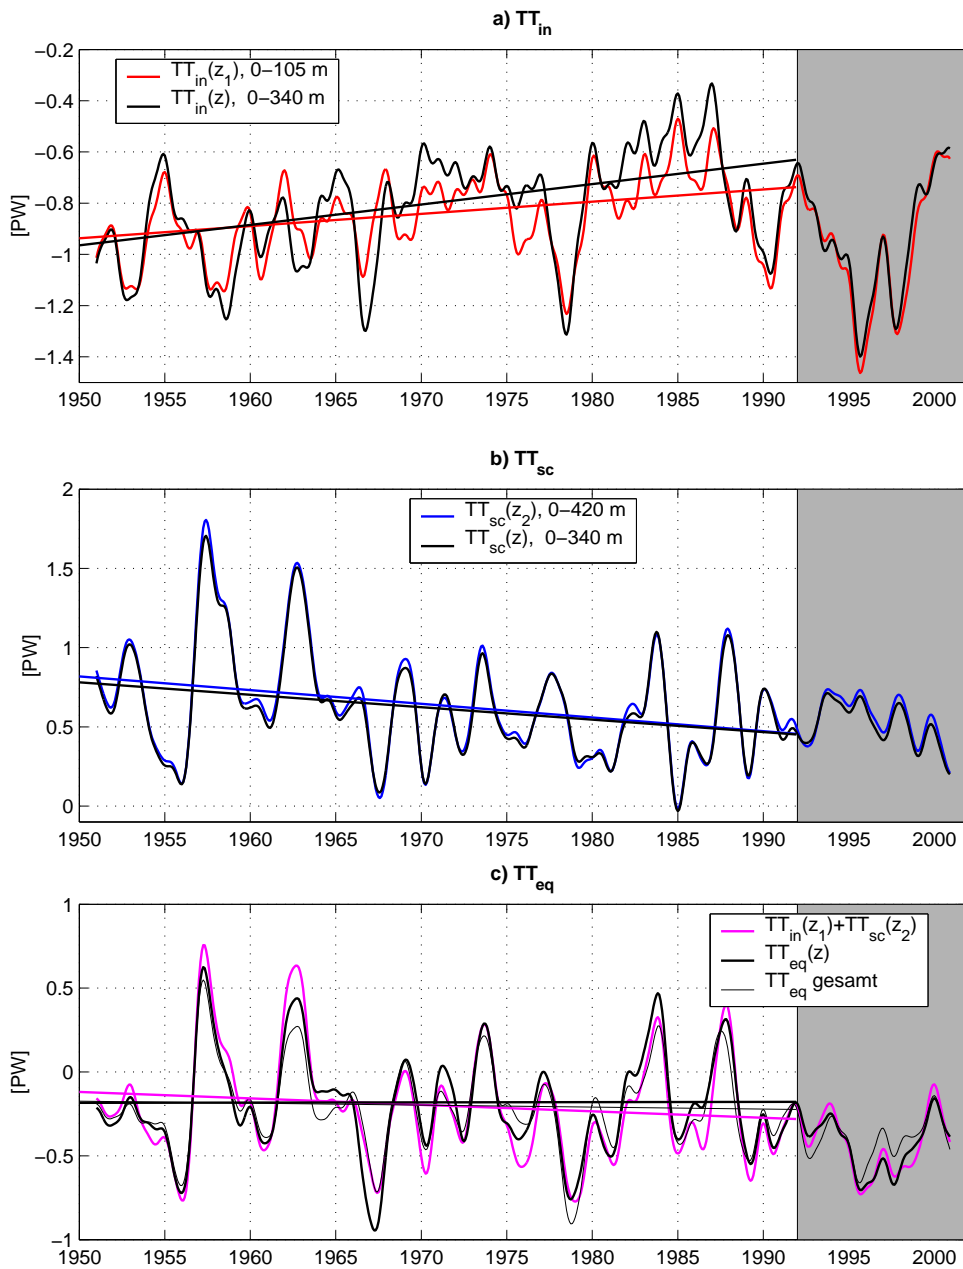 a) TT_in
[PW]
−0.2
−0.4
−0.6
−0.8
−1
−1.2
−1.4
TT_in(z_1), 0−105 m
TT_in(z), 0−340 m
1950 1955 1960 1965 1970 1975 1980 1985 1990 1995 2000
b) TT_sc
[PW]
2
1.5
1
0.5
0
TT_sc(z_2), 0−420 m
TT_sc(z), 0−340 m
1950 1955 1960 1965 1970 1975 1980 1985 1990 1995 2000
c) TT_eq
[PW]
1
0.5
0
−0.5
−1
TT_in(z_1)+TT_sc(z_2)
TT_eq(z)
TT_eq gesamt
1950 1955 1960 1965 1970 1975 1980 1985 1990 1995 2000